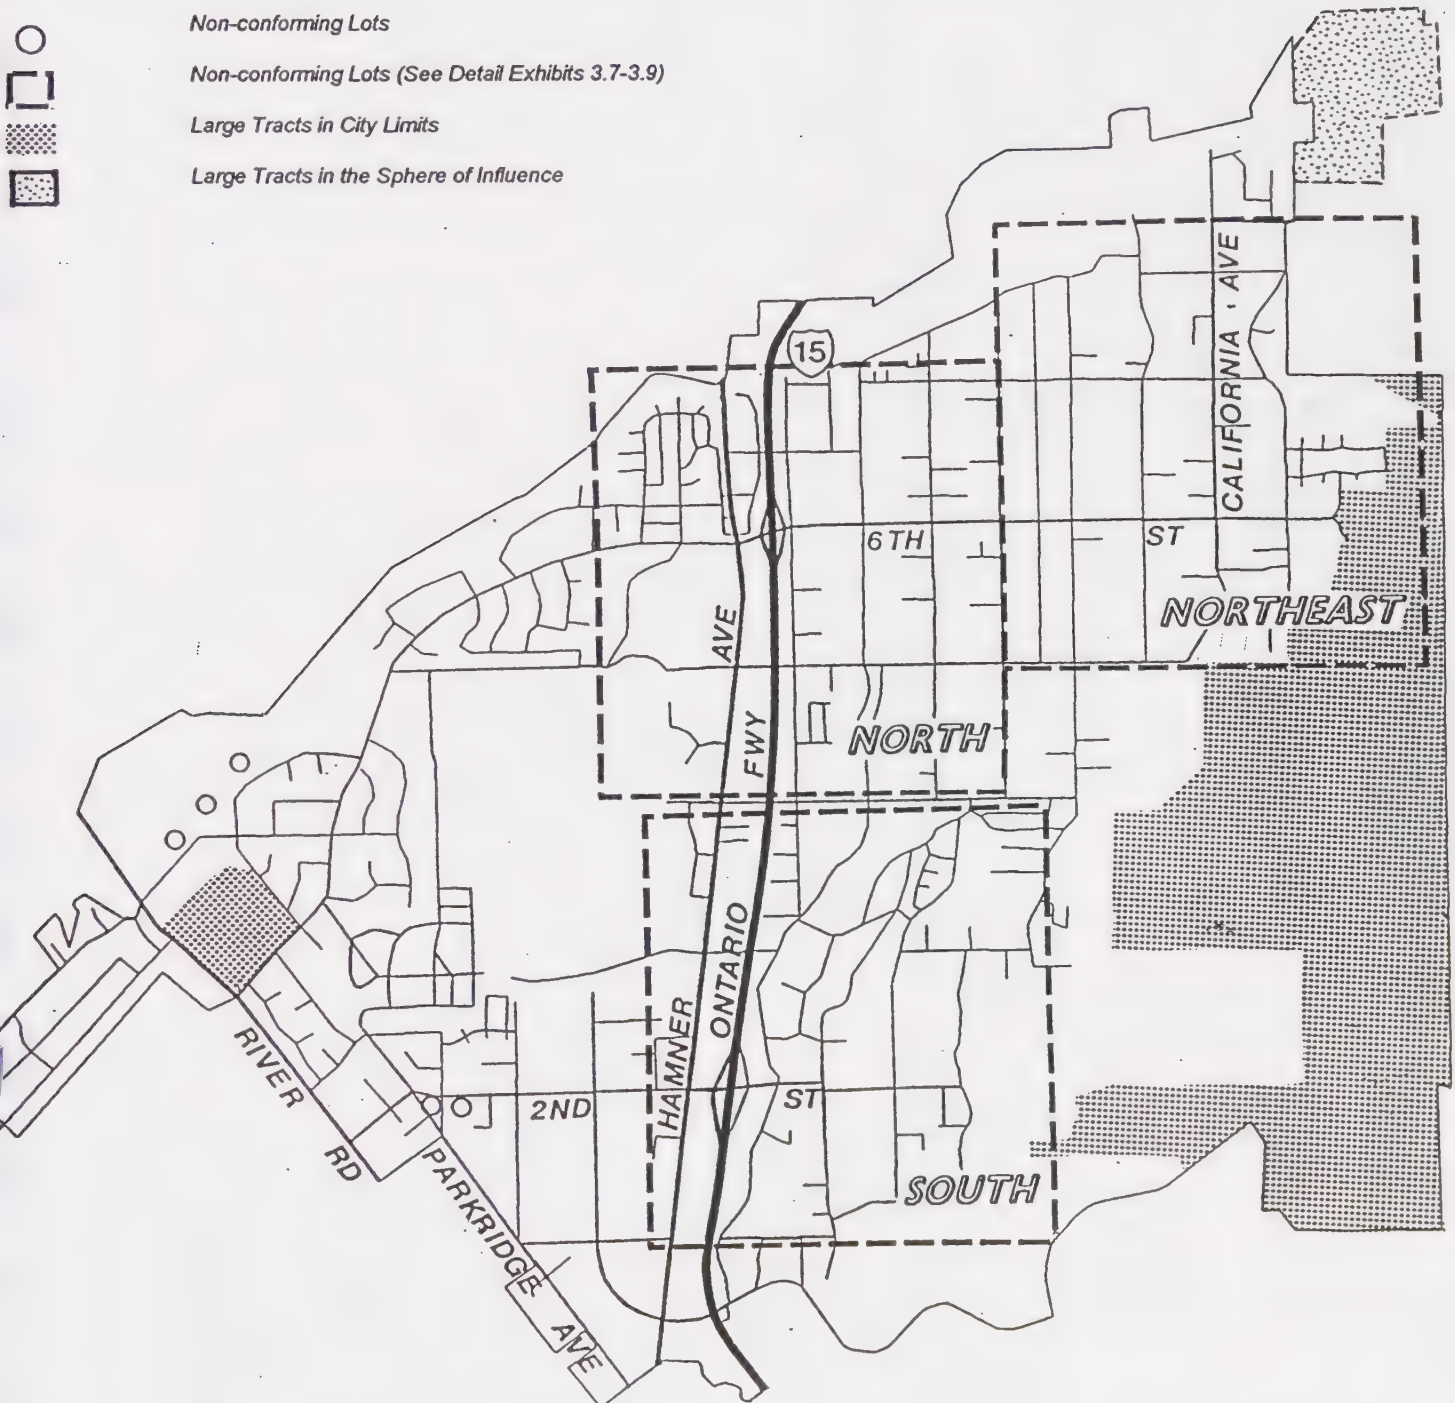 Non-conforming Lots
Non-conforming Lots (See Detail Exhibits 3.7-3.9)
Large Tracts in City Limits
Large Tracts in the Sphere of Influence
CALIFORNIA AVE
15
6TH
ST
NORTHEAST
AVE
FWY
NORTH
ONTARIO
HAMNER
RIVER
RD
2ND
ST
PARKRIDGE
AVE
SOUTH